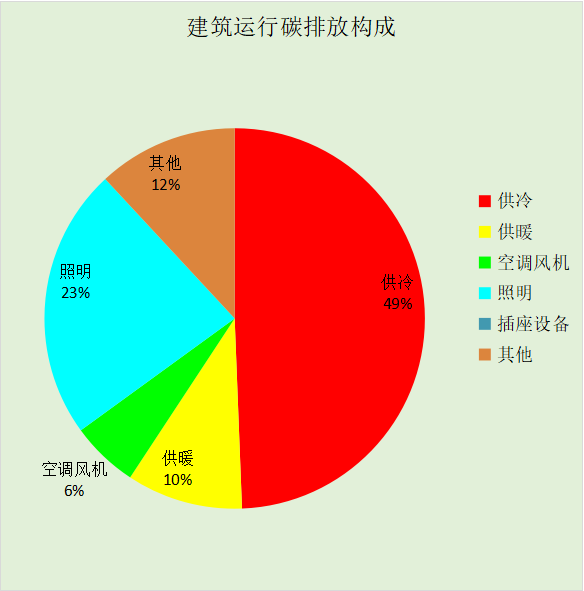 建筑运行碳排放构成
其他
12%
供冷
49%
照明
23%
供暖
10%
空调风机
6%
供冷
供暖
空调风机
照明
插座设备
其他